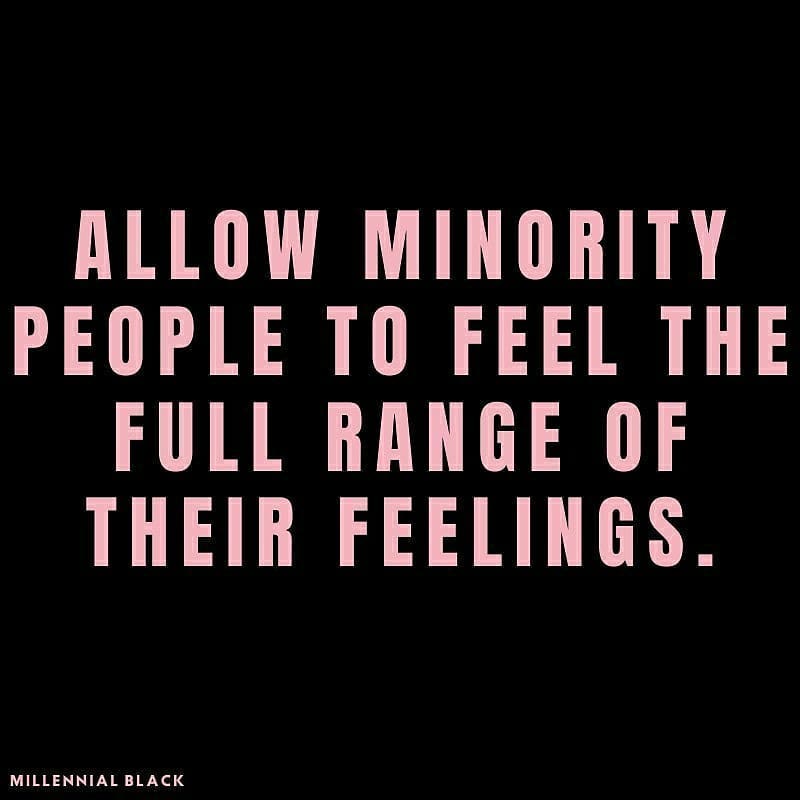 ALLOW MINORITY
PEOPLE TO FEEL THE
FULL RANGE OF
THEIR FEELINGS.
MILLENNIAL BLACK